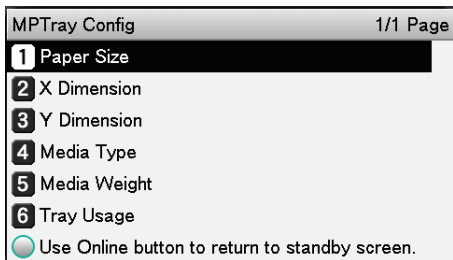 MPTray Config 1/1 Page
1 Paper Size
2 X Dimension
3 Y Dimension
4 Media Type
5 Media Weight
6 Tray Usage
Use Online button to return to standby screen.